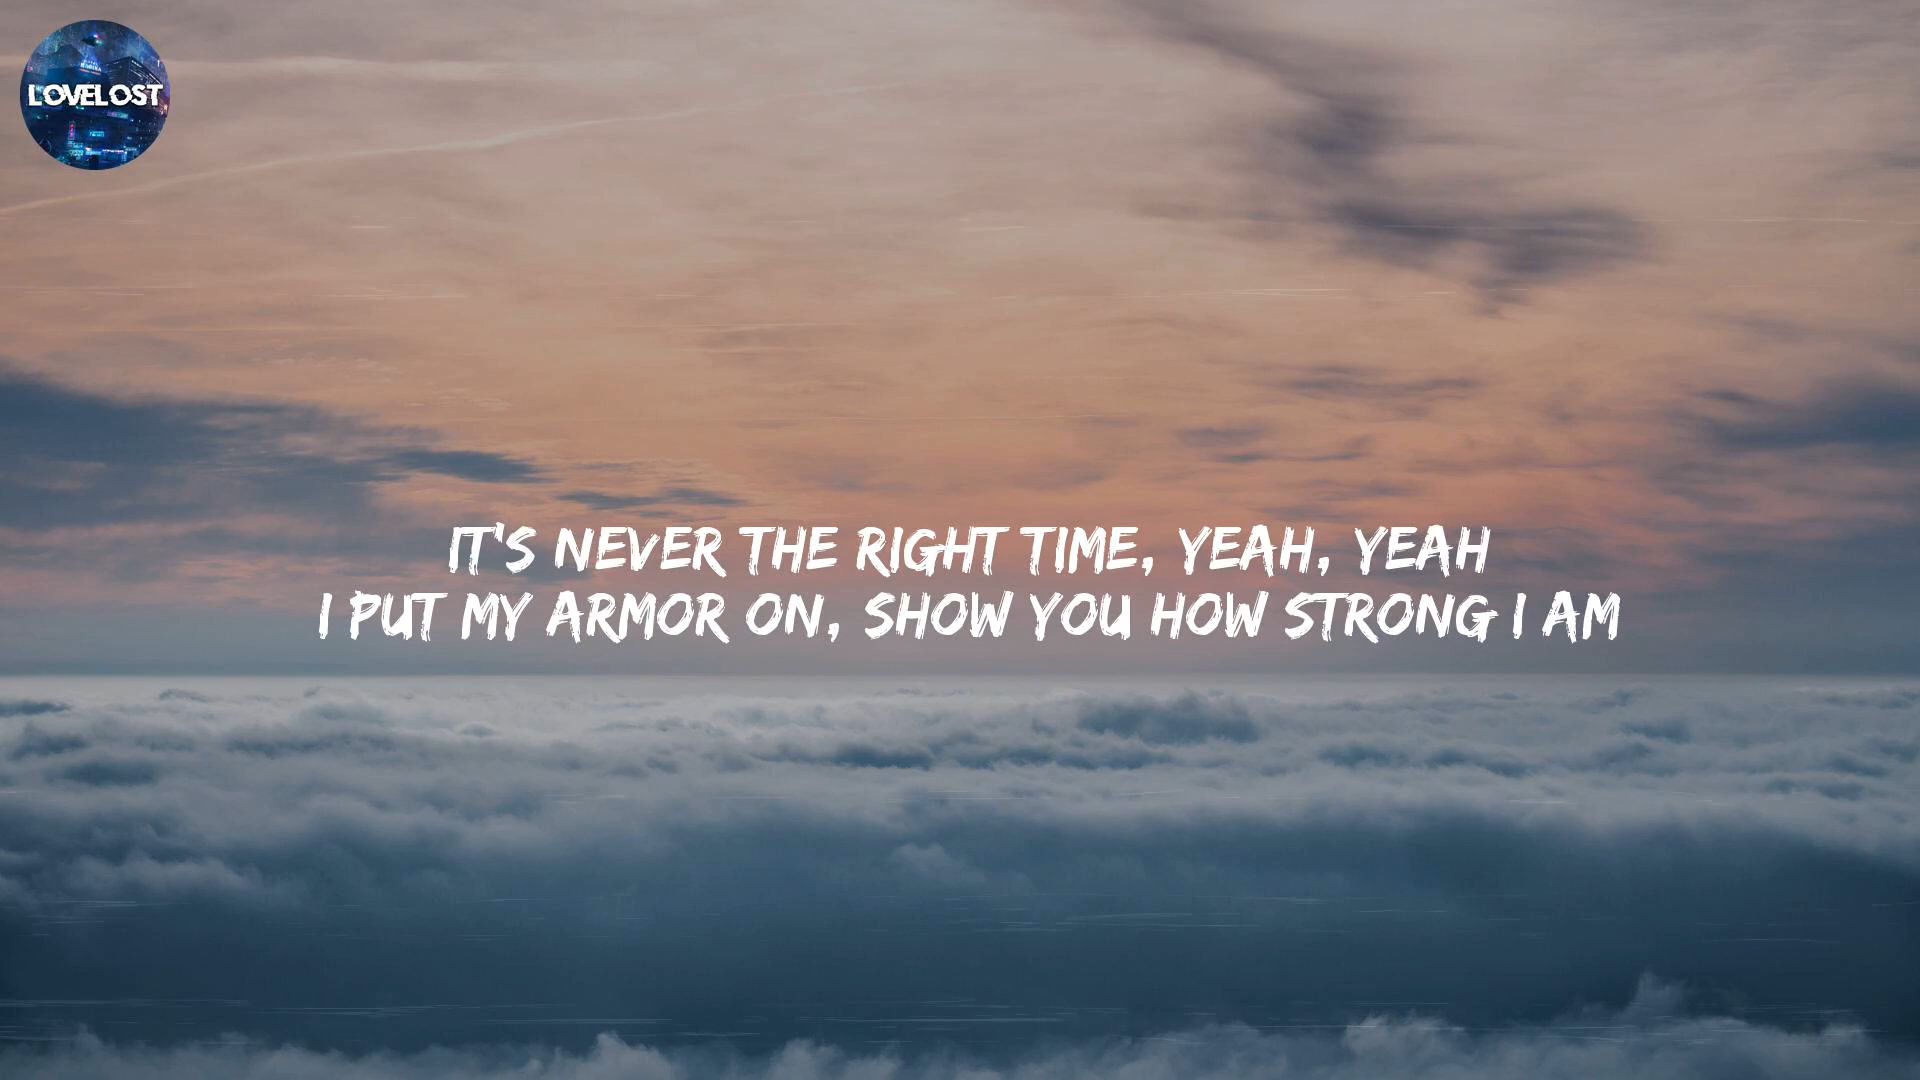 LOVELOST
IT'S NEVER THE RIGHT TIME, YEAH, YEAH
I PUT MY ARMOR ON, SHOW YOU HOW STRONG I AM